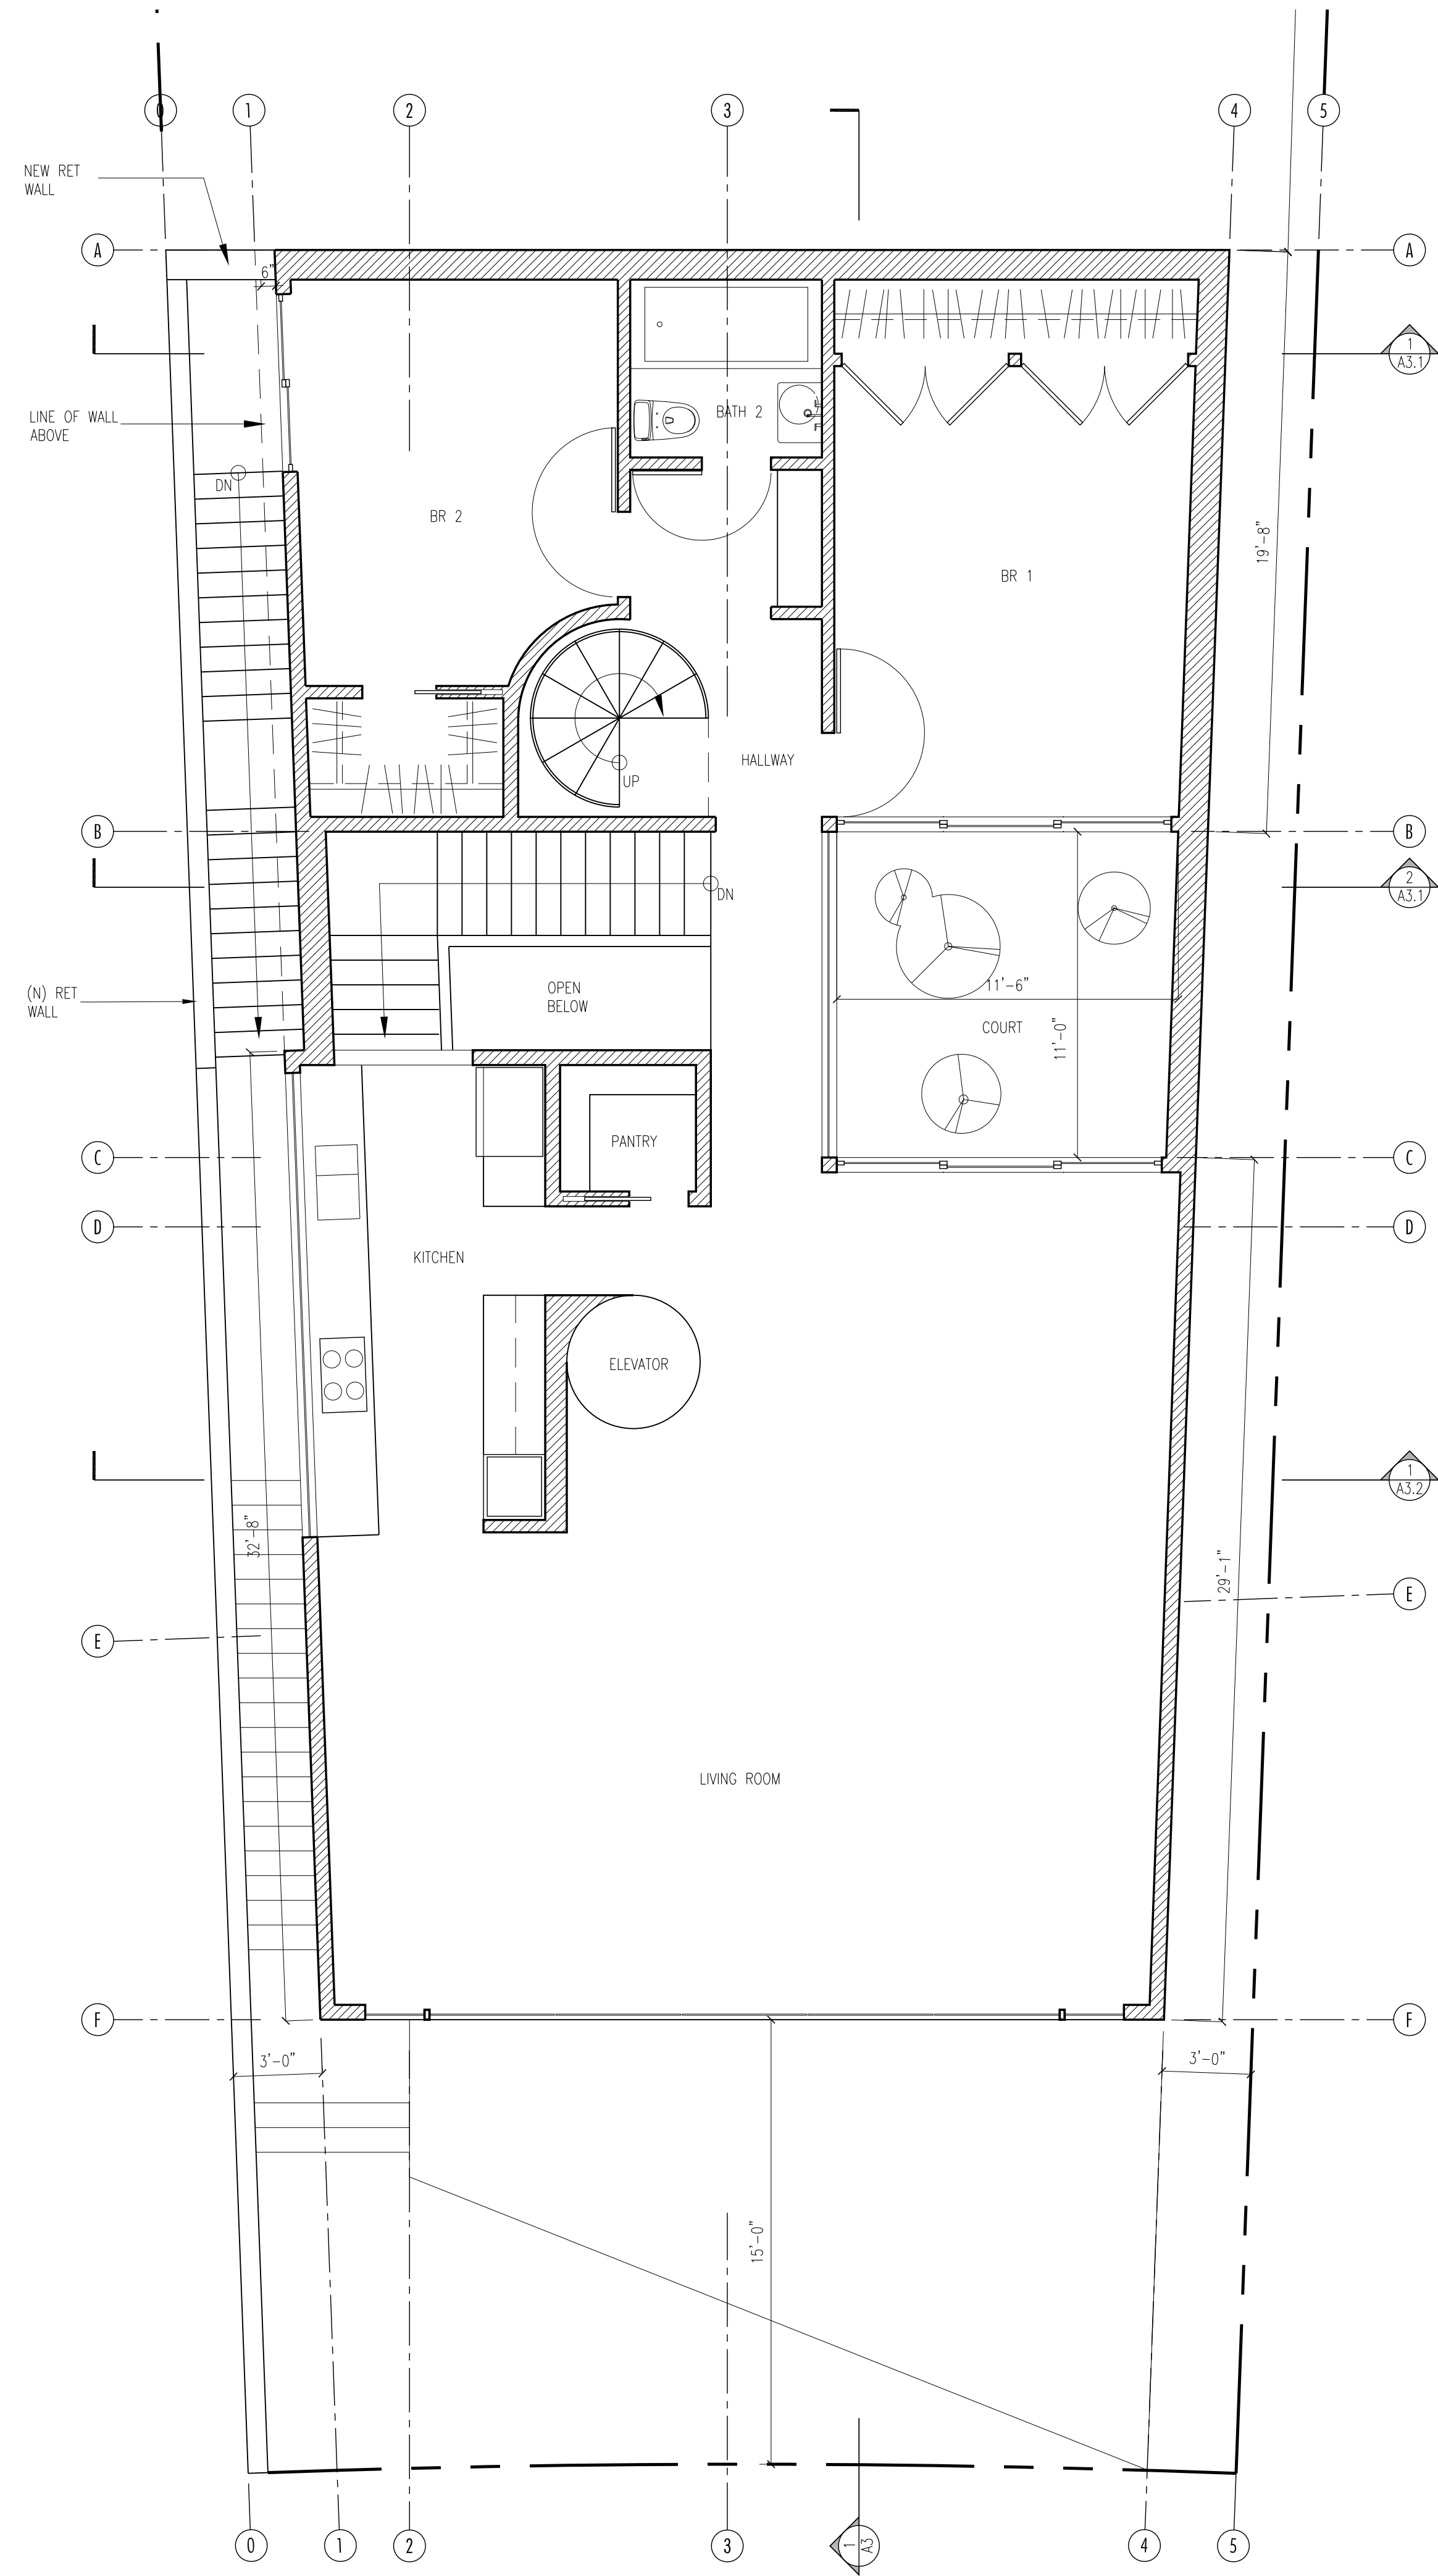 0
1
2
3
4
5
NEW RET
WALL
A
A
6"
1
A3.1
LINE OF WALL
ABOVE
BATH 2
DN
BR 2
19'-8"
BR 1
HALLWAY
UP
B
B
2
A3.1
DN
(N) RET
WALL
OPEN
BELOW
11'-6"
COURT
11'-0"
PANTRY
C
C
D
D
KITCHEN
ELEVATOR
1
A3.2
32'-8"
29'-1"
E
E
LIVING ROOM
F
F
3'-0"
3'-0"
15'-0"
0
1
2
3
1
A3
4
5